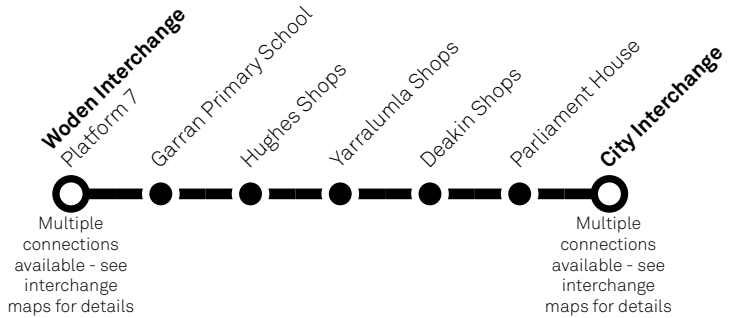 Woden Interchange
Platform 7
Garran Primary School
Hughes Shops
Yarralumla Shops
Deakin Shops
Parliament House
City Interchange
Multiple
connections
available - see
interchange
maps for details
Multiple
connections
available - see
interchange
maps for details